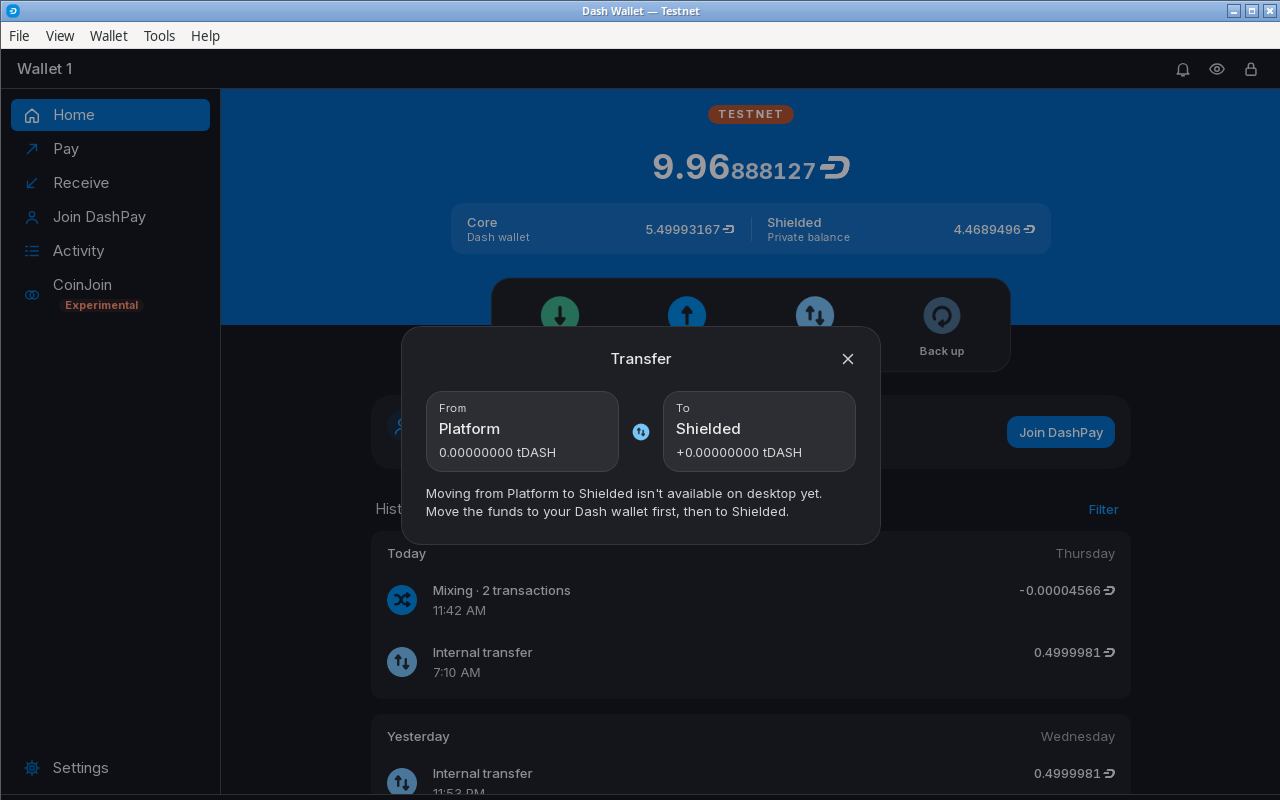 Dash Wallet — Testnet
File View Wallet Tools Help
Wallet 1
Home
Pay
Receive
Join DashPay
Activity
CoinJoin
Experimental
Settings
TESTNET
9.96888127
Core
Dash wallet
5.49993167
Shielded
Private balance
4.4689496
Back up
Transfer
From
Platform
0.00000000 tDASH
To
Shielded
+0.00000000 tDASH
Moving from Platform to Shielded isn't available on desktop yet.
Move the funds to your Dash wallet first, then to Shielded.
Join DashPay
Filter
Today
Thursday
Mixing · 2 transactions
-0.00004566
11:42 AM
Internal transfer
0.4999981
7:10 AM
Yesterday
Wednesday
Internal transfer
0.4999981
11:53 PM